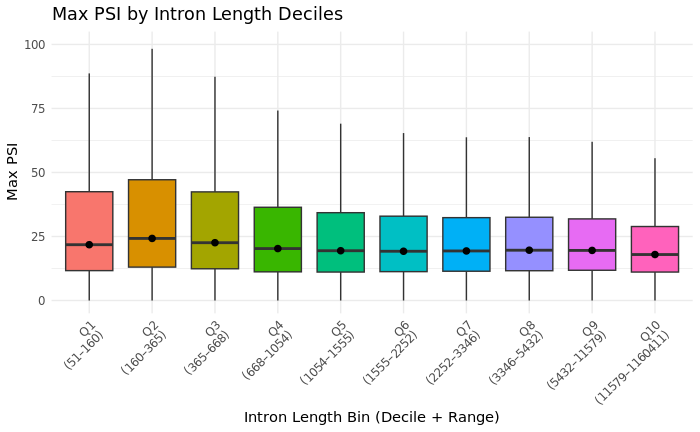 Max PSI by Intron Length Deciles
Max PSI
100
75
50
25
0
Q1
(51–160)
Q2
(160–365)
Q3
(365–668)
Q4
(668–1054)
Q5
(1054–1555)
Q6
(1555–2252)
Q7
(2252–3346)
Q8
(3346–5432)
Q9
(5432–11579)
Q10
(11579–1160411)
Intron Length Bin (Decile + Range)